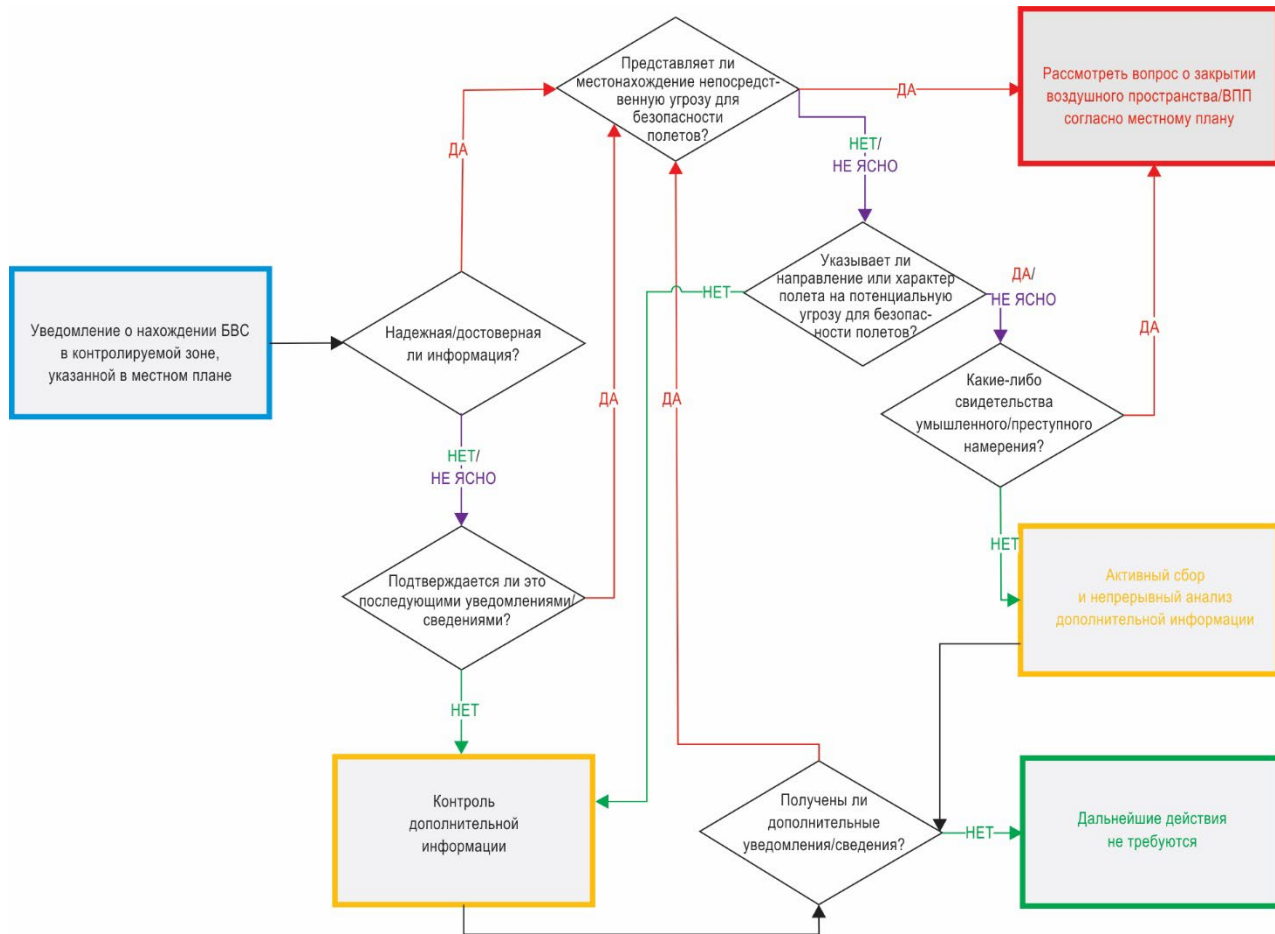 Представляет ли
местонахождение непосредст-
венную угрозу для
безопасности
полетов?
Рассмотреть вопрос о закрытии
воздушного пространства/ВПП
согласно местному плану
ДА
НЕТ/
НЕ ЯСНО
ДА
ДА
Уведомление о нахождении БВС
в контролируемой зоне,
указанной в местном плане
Надежная/достоверная
ли информация?
Указывает ли
направление или характер
полета на потенциальную
угрозу для безопас-
ности полетов?
НЕТ
ДА/
НЕ ЯСНО
ДА
Какие-либо
свидетельства
умышленного/преступного
намерения?
ДА
ДА
НЕТ/
НЕ ЯСНО
НЕТ
Подтверждается ли это
последующими уведомлениями/
сведениями?
Активный сбор
и непрерывный анализ
дополнительной информации
НЕТ
Контроль
дополнительной
информации
Получены ли
дополнительные
уведомления/сведения?
НЕТ
Дальнейшие действия
не требуются